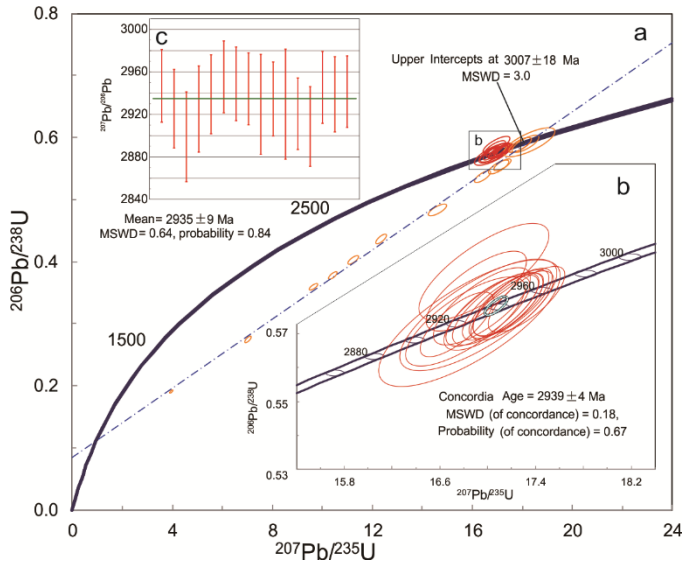 0.8
0.6
0.4
0.2
0.0
²⁰⁶Pb/²³⁸U
0
4
8
12
16
20
24
²⁰⁷Pb/²³⁵U
a
Upper Intercepts at 3007±18 Ma
MSWD = 3.0
b
1500
2500
c
3000
2960
2920
2880
2840
Mean = 2935±9 Ma
MSWD = 0.64, probability = 0.84
b
0.57
0.55
0.53
²⁰⁶Pb/²³⁸U
15.8
16.6
17.4
18.2
²⁰⁷Pb/²³⁵U
3000
2960
2920
2880
Concordia Age = 2939±4 Ma
MSWD (of concordance) = 0.18,
Probability (of concordance) = 0.67